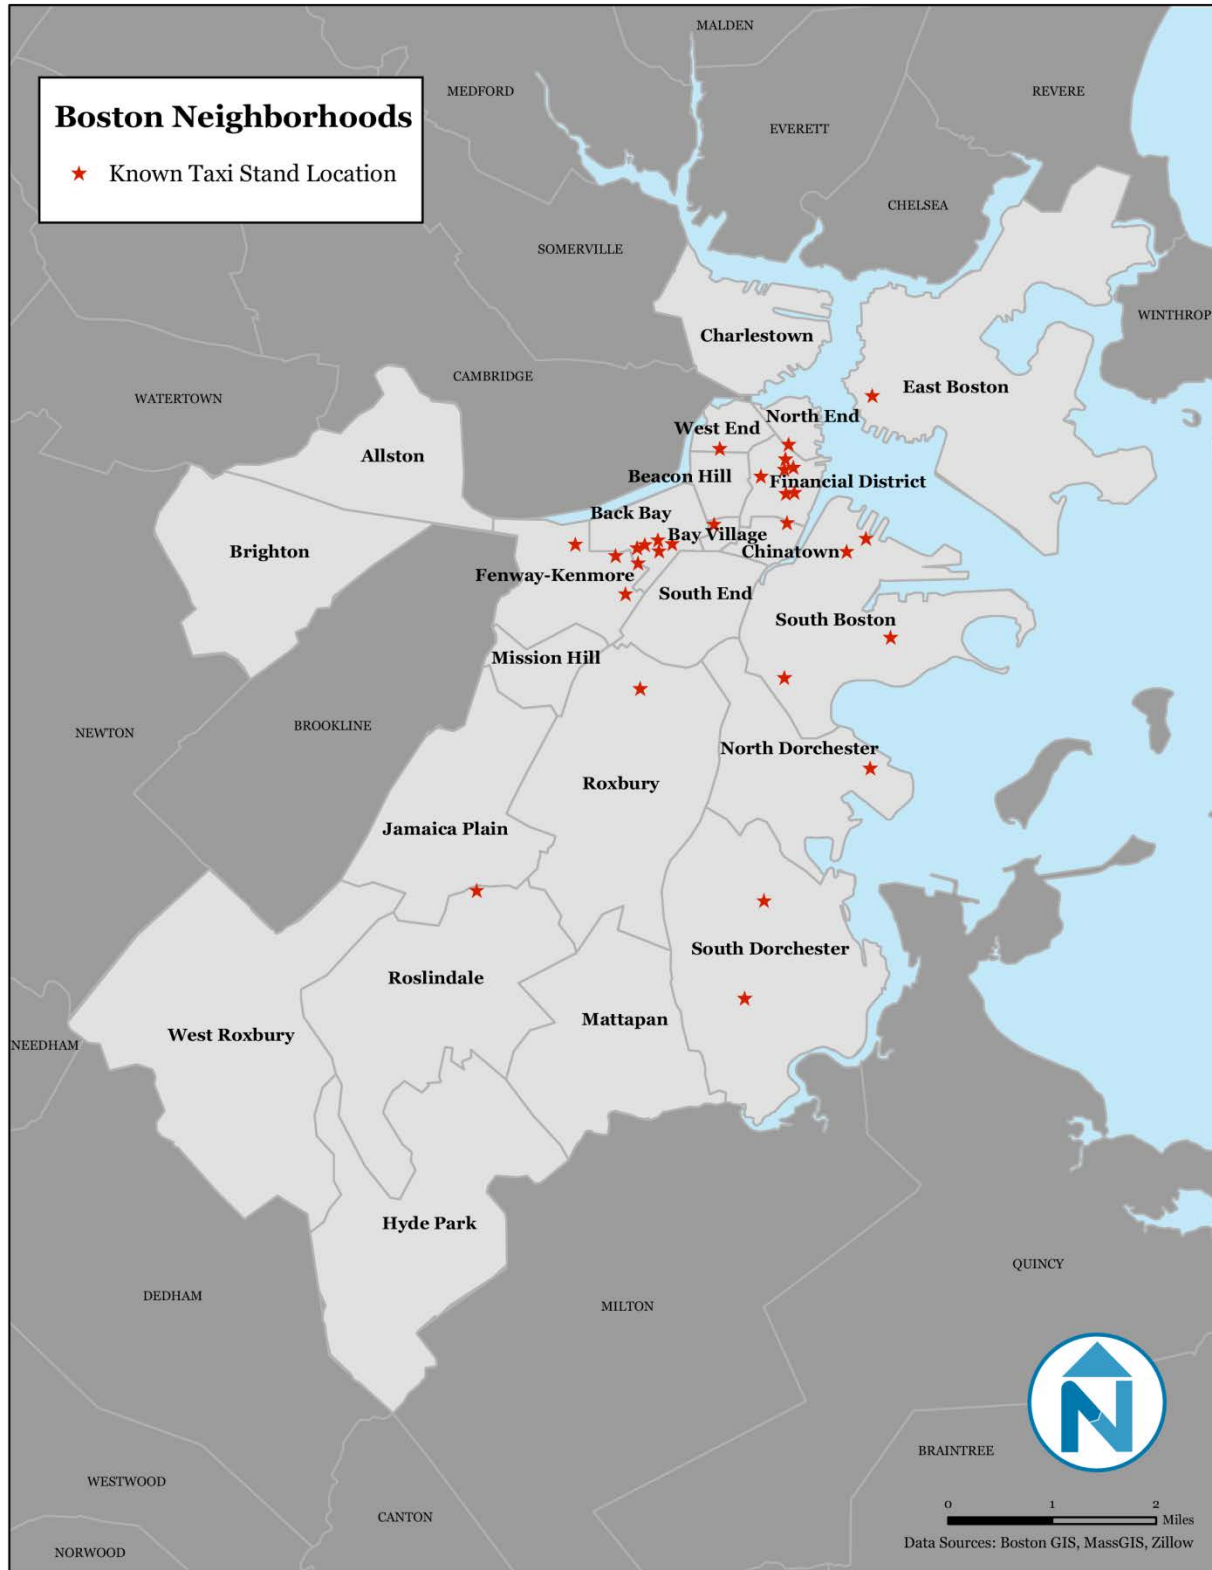 MALDEN
MEDFORD
REVERE
Boston Neighborhoods
EVERETT
Known Taxi Stand Location
CHELSEA
SOMERVILLE
WINTHROP
Charlestown
CAMBRIDGE
East Boston
WATERTOWN
North End
West End
Allston
Beacon Hill
Financial District
Back Bay
Bay Village
Brighton
Chinatown
Fenway-Kenmore
South End
South Boston
Mission Hill
BROOKLINE
NEWTON
North Dorchester
Roxbury
Jamaica Plain
South Dorchester
Roslindale
Mattapan
West Roxbury
NEEDHAM
Hyde Park
QUINCY
DEDHAM
MILTON
N
BRAINTREE
WESTWOOD
0 1 2
CANTON
Miles
Data Sources: Boston GIS, MassGIS, Zillow
NORWOOD